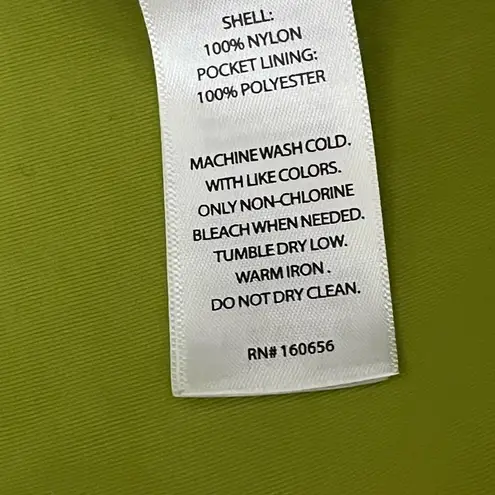 SHELL:
100% NYLON
POCKET LINING:
100% POLYESTER
MACHINE WASH COLD.
WITH LIKE COLORS.
ONLY NON-CHLORINE
BLEACH WHEN NEEDED.
TUMBLE DRY LOW.
WARM IRON .
DO NOT DRY CLEAN.
RN# 160656